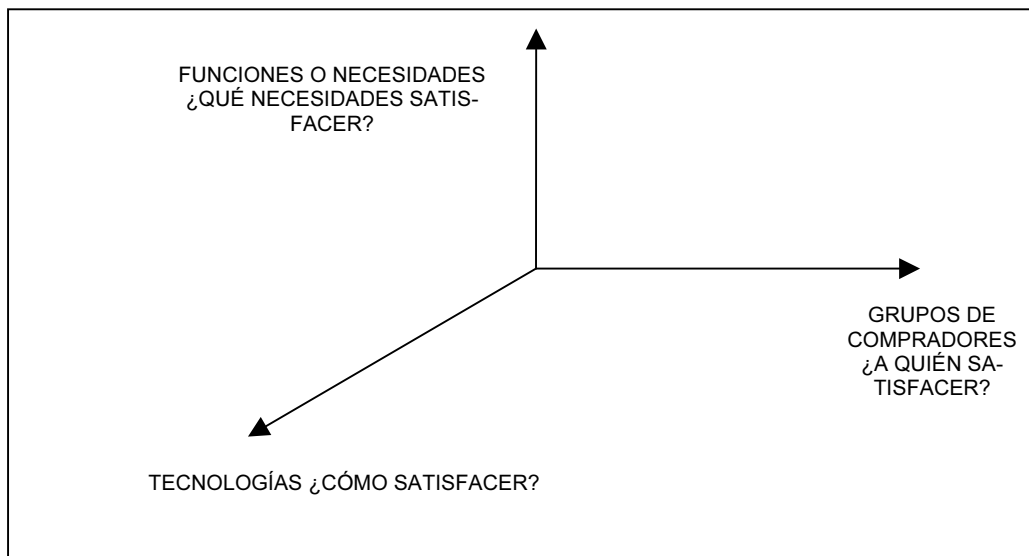 FUNCIONES O NECESIDADES
¿QUÉ NECESIDADES SATIS-
FACER?
GRUPOS DE
COMPRADORES
¿A QUIÉN SA-
TISFACER?
TECNOLOGÍAS ¿CÓMO SATISFACER?